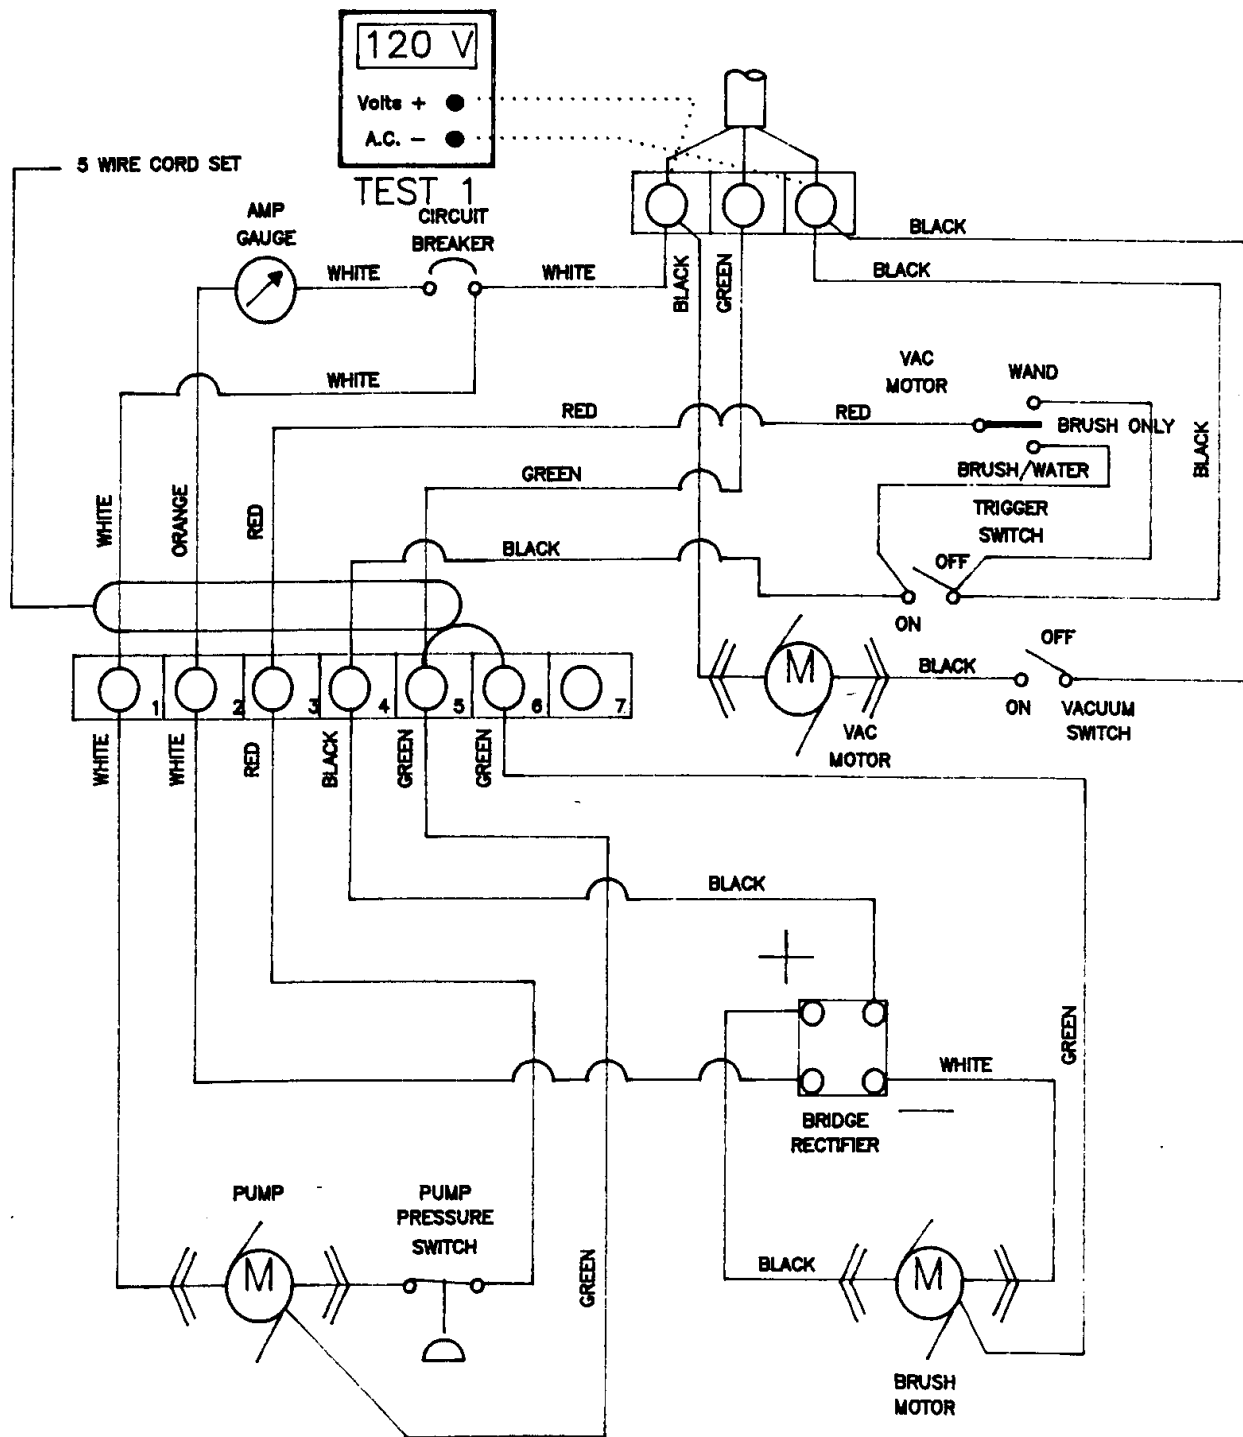 120 V
Volts +
A.C. −
TEST 1
5 WIRE CORD SET
AMP
GAUGE
CIRCUIT
BREAKER
WHITE
WHITE
BLACK
GREEN
BLACK
BLACK
WHITE
VAC
MOTOR
WAND
RED
RED
BRUSH ONLY
BLACK
GREEN
BRUSH/WATER
TRIGGER
SWITCH
WHITE
ORANGE
RED
BLACK
OFF
ON
OFF
M
BLACK
ON
VACUUM
SWITCH
VAC
MOTOR
1
2
3
4
5
6
7
WHITE
WHITE
RED
BLACK
GREEN
GREEN
BLACK
+
GREEN
WHITE
−
BRIDGE
RECTIFIER
PUMP
PUMP
PRESSURE
SWITCH
M
GREEN
BLACK
M
BRUSH
MOTOR